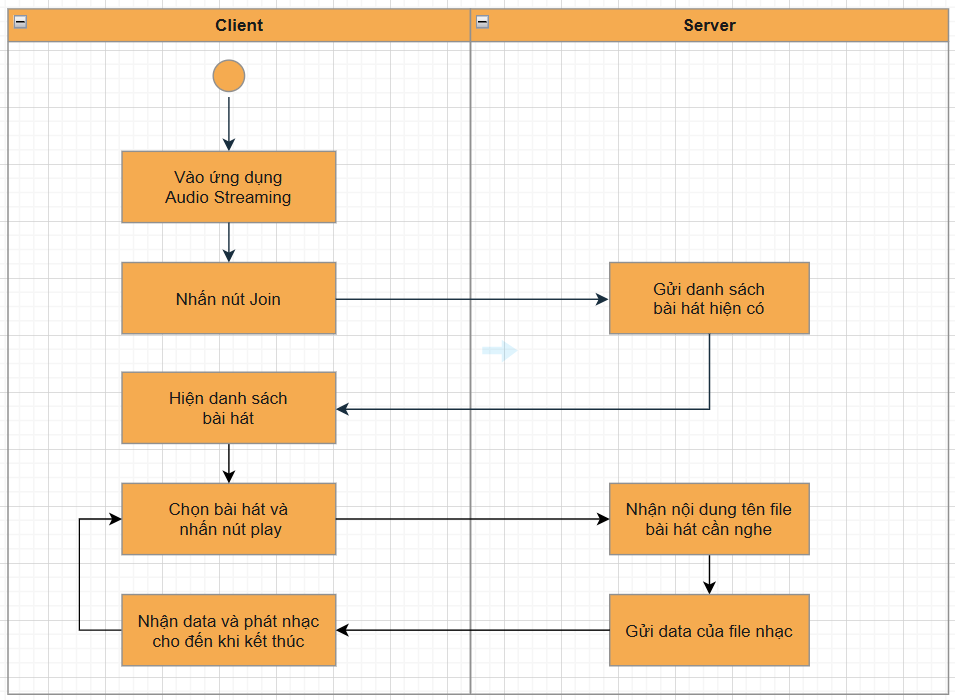 Client
Server
Vào ứng dụng
Audio Streaming
Nhấn nút Join
Gửi danh sách
bài hát hiện có
Hiện danh sách
bài hát
Chọn bài hát và
nhấn nút play
Nhận nội dung tên file
bài hát cần nghe
Nhận data và phát nhạc
cho đến khi kết thúc
Gửi data của file nhạc